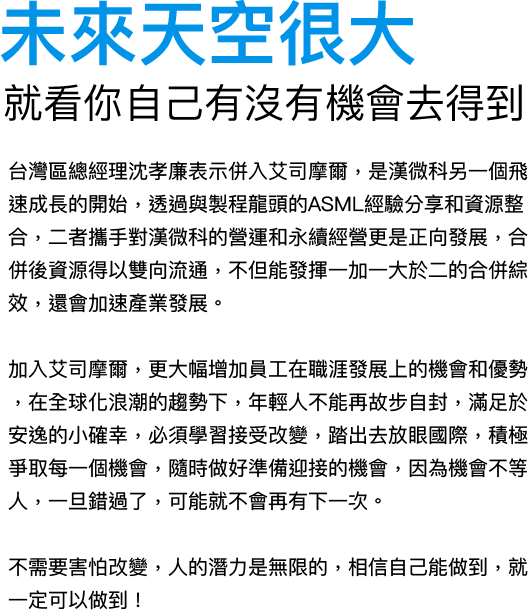 未來天空很大
就看你自己有沒有機會去得到
台灣區總經理沈孝廉表示併入艾司摩爾，是漢微科另一個飛
速成長的開始，透過與製程龍頭的ASML經驗分享和資源整
合，二者攜手對漢微科的營運和永續經營更是正向發展，合
併後資源得以雙向流通，不但能發揮一加一大於二的合併綜
效，還會加速產業發展。
加入艾司摩爾，更大幅增加員工在職涯發展上的機會和優勢
，在全球化浪潮的趨勢下，年輕人不能再故步自封，滿足於
安逸的小確幸，必須學習接受改變，踏出去放眼國際，積極
爭取每一個機會，隨時做好準備迎接的機會，因為機會不等
人，一旦錯過了，可能就不會再有下一次。
不需要害怕改變，人的潛力是無限的，相信自己能做到，就
一定可以做到！